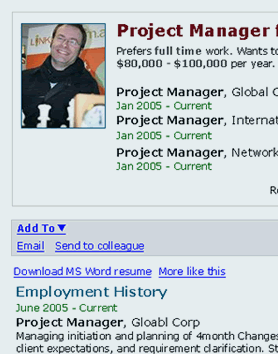 LINK
Project Manager f
Prefers full time work. Wants to
$80,000 - $100,000 per year.
Project Manager, Global C
Jan 2005 - Current
Project Manager, Internat
Jan 2005 - Current
Project Manager, Network
Jan 2005 - Current
R
Add To▼
Email Send to colleague
Download MS Word resume More like this
Employment History
June 2005 - Current
Project Manager, Gloabl Corp
Managing initiation and planning of 4month Changes
client expectations, and requirement clarification. St